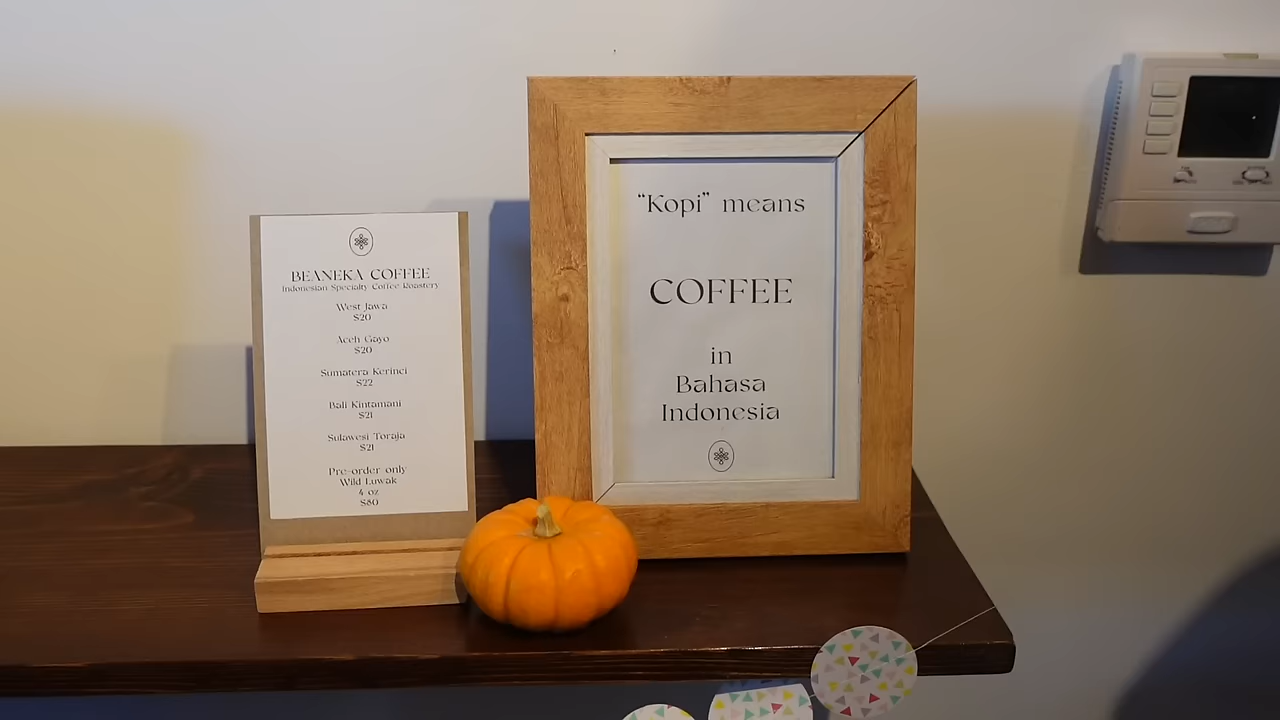 BEANEKA COFFEE
Indonesian Specialty Coffee Roastery
West Jawa
$20
Aceh Gayo
$20
Sumatera Kerinci
$22
Bali Kintamani
$21
Sulawesi Toraja
$21
Pre-order only
Wild Luwak
4 oz
$80
“Kopi” means
COFFEE
in
Bahasa
Indonesia